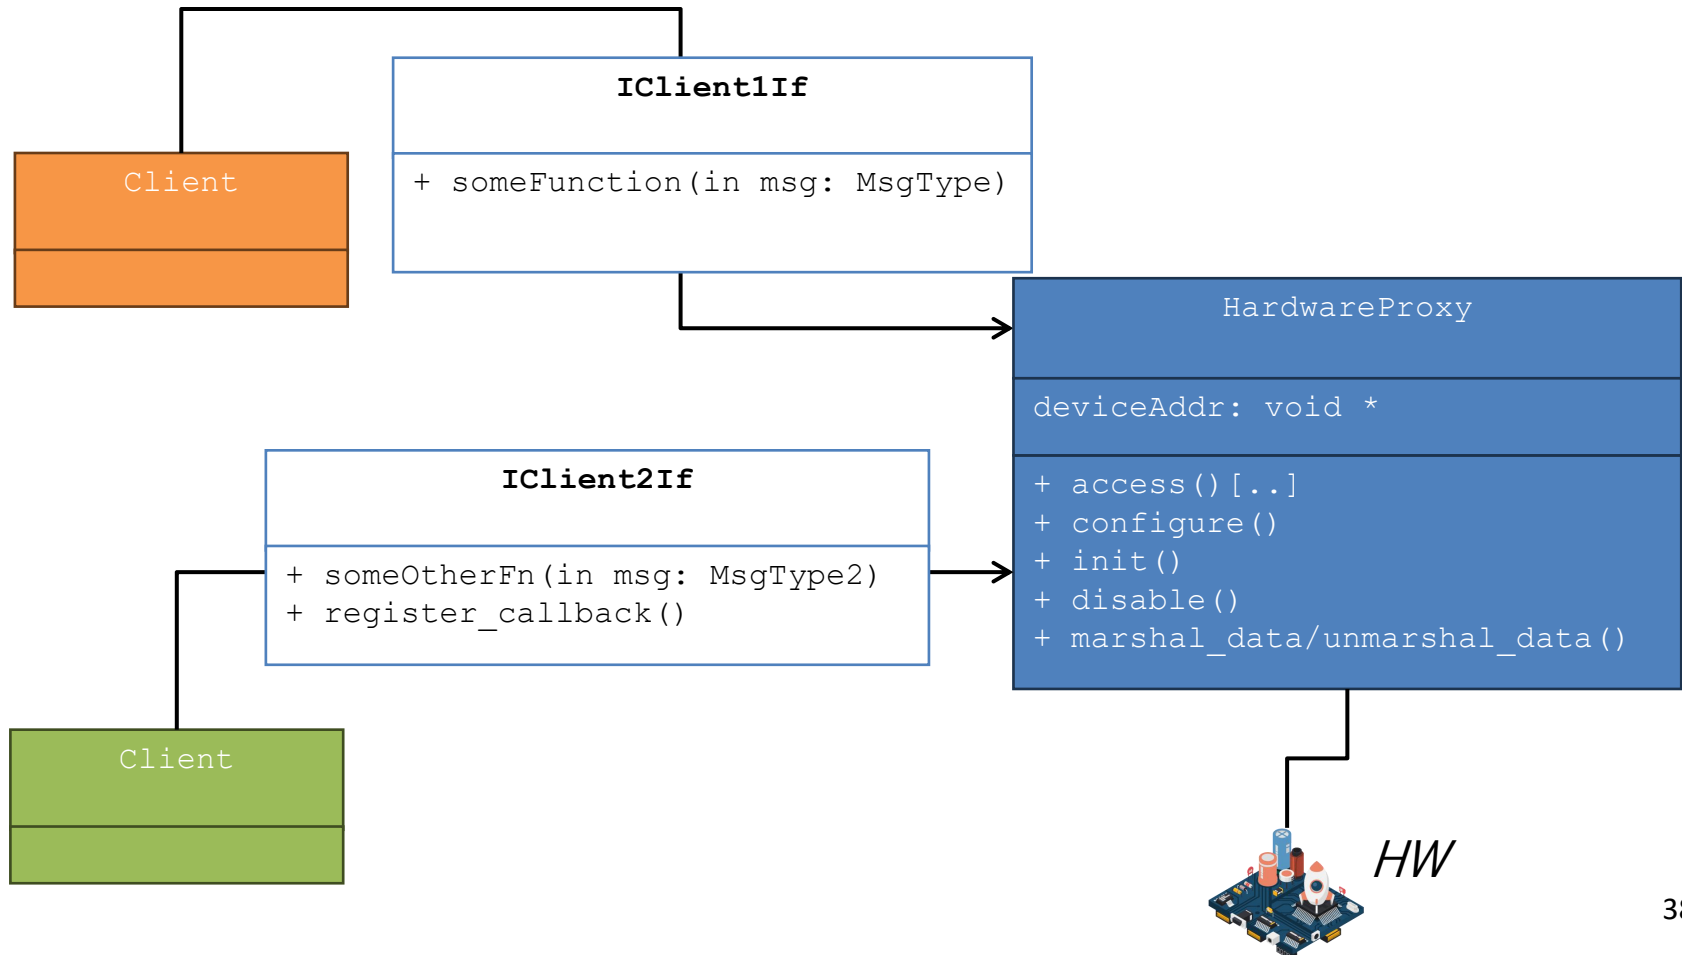 IClient1If
Client
+ someFunction(in msg: MsgType)
HardwareProxy
deviceAddr: void *
IClient2If
+ access()[..]
+ configure()
+ init()
+ disable()
+ marshal_data/unmarshal_data()
+ someOtherFn(in msg: MsgType2)
+ register_callback()
Client
HW
38